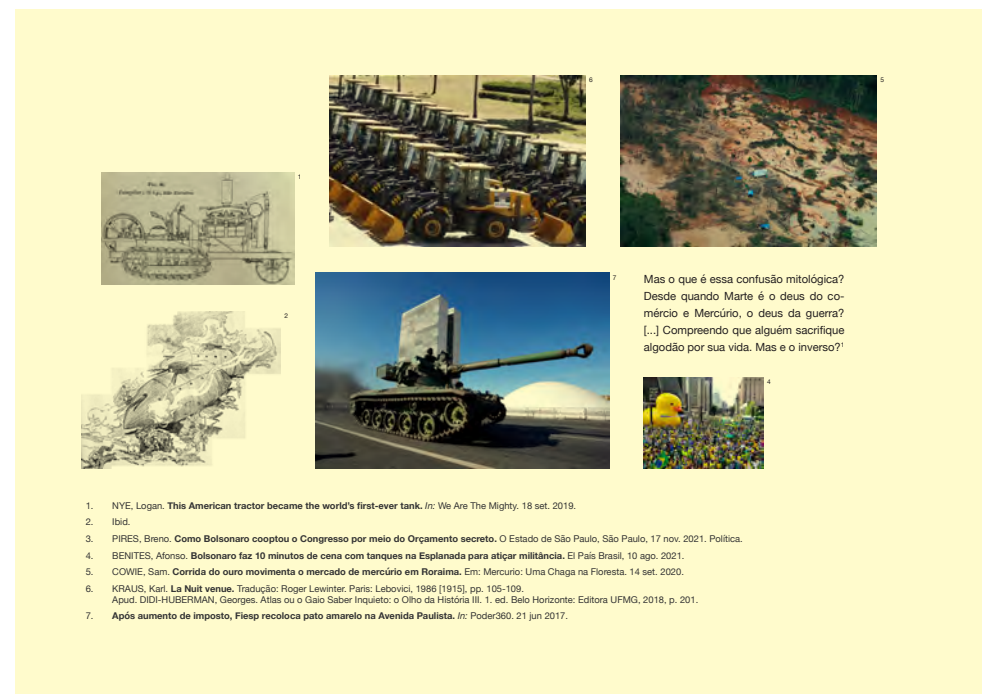 6
5
1
FIG. 61
2
7
Mas o que é essa confusão mitológica?
Desde quando Marte é o deus do co-
mércio e Mercúrio, o deus da guerra?
[...] Compreendo que alguém sacrifique
algodão por sua vida. Mas e o inverso?¹
4
1. NYE, Logan. This American tractor became the world's first-ever tank. In: We Are The Mighty. 18 set. 2019.
2. Ibid.
3. PIRES, Breno. Como Bolsonaro cooptou o Congresso por meio do Orçamento secreto. O Estado de São Paulo, São Paulo, 17 nov. 2021. Política.
4. BENITES, Afonso. Bolsonaro faz 10 minutos de cena com tanques na Esplanada para atiçar militância. El País Brasil, 10 ago. 2021.
5. COWIE, Sam. Corrida do ouro movimenta o mercado de mercúrio em Roraima. Em: Mercurio: Uma Chaga na Floresta. 14 set. 2020.
6. KRAUS, Karl. La Nuit venue. Tradução: Roger Lewinter. Paris: Lebovici, 1986 [1915], pp. 105-109.
Apud. DIDI-HUBERMAN, Georges. Atlas ou o Gaio Saber Inquieto: o Olho da História III. 1. ed. Belo Horizonte: Editora UFMG, 2018, p. 201.
7. Após aumento de imposto, Fiesp recoloca pato amarelo na Avenida Paulista. In: Poder360. 21 jun 2017.